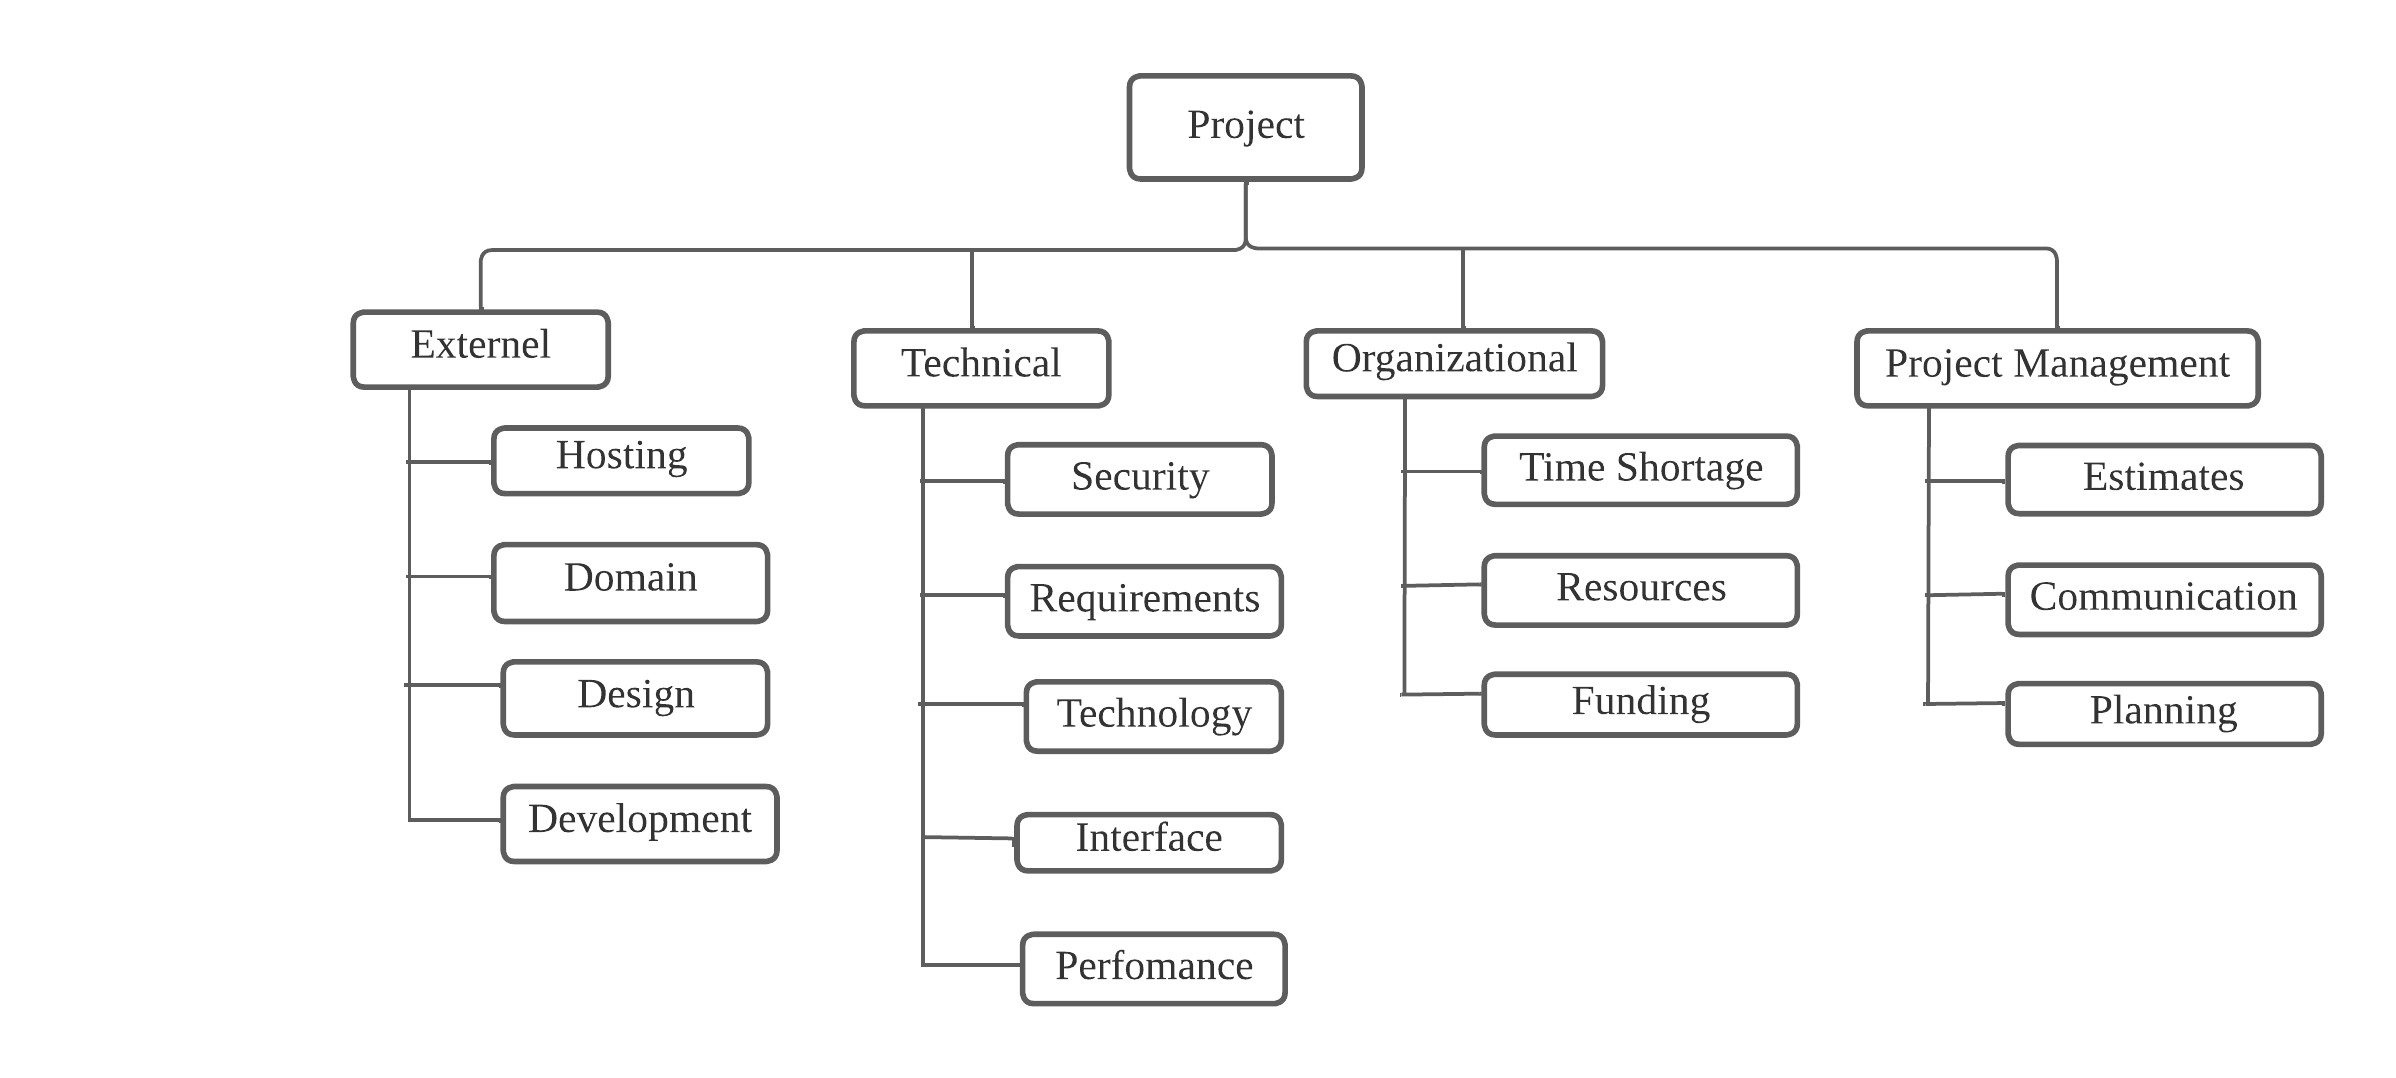 Project
Externel
Hosting
Domain
Design
Development
Technical
Security
Requirements
Technology
Interface
Perfomance
Organizational
Time Shortage
Resources
Funding
Project Management
Estimates
Communication
Planning